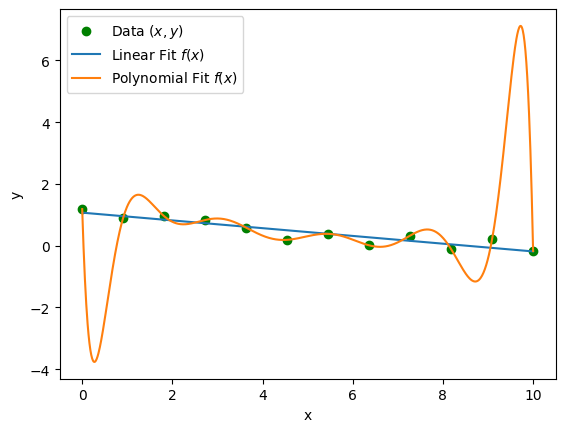 Data (x, y)
Linear Fit f(x)
Polynomial Fit f(x)
6
4
2
0
−2
−4
y
0
2
4
6
8
10
x